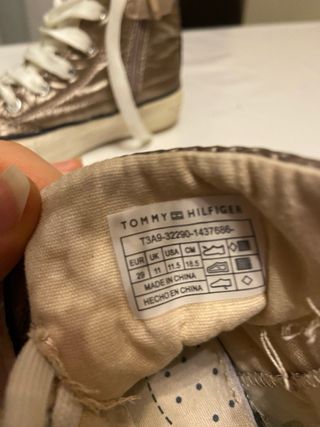 TOMMY HILFIGER
T3A9-32290-1437686-
EUR UK USA CM
29 11 11.5 18.5
MADE IN CHINA
HECHO EN CHINA